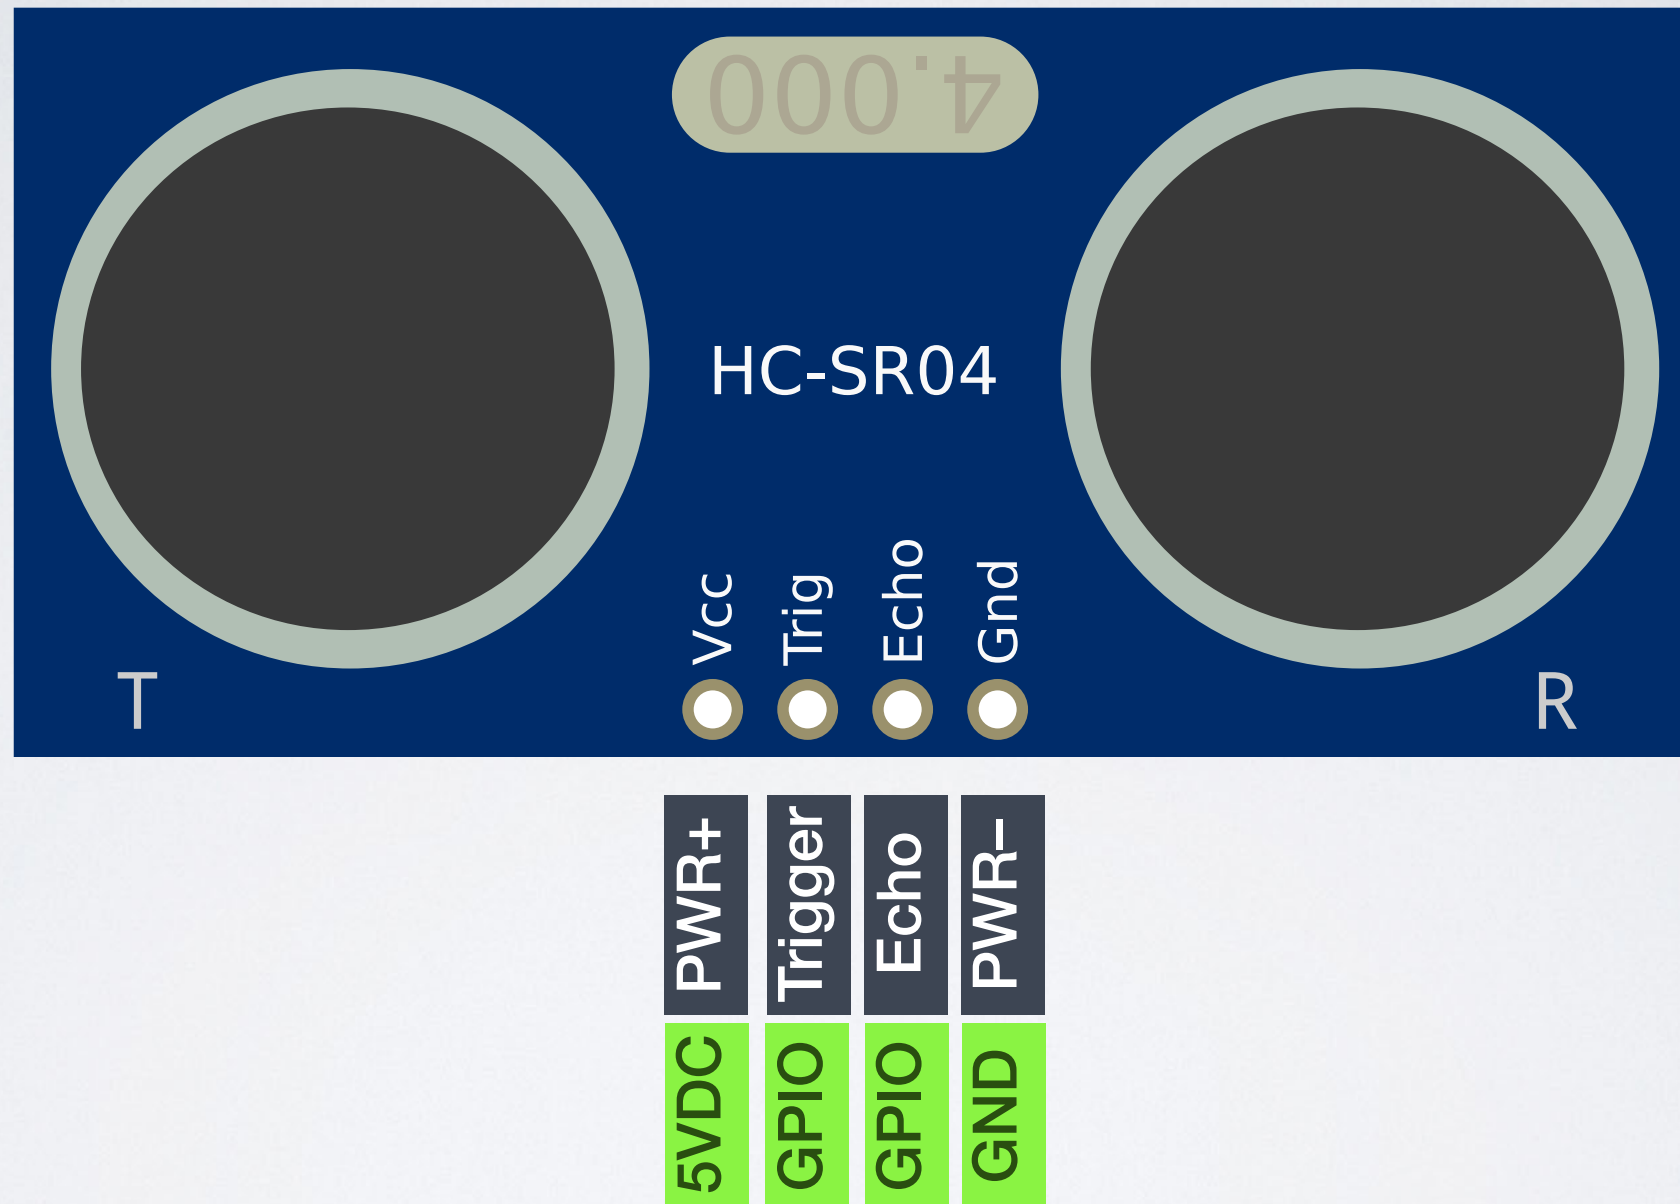 4.000
HC-SR04
Vcc
Trig
Echo
Gnd
T
R
PWR+
Trigger
Echo
PWR–
5VDC
GPIO
GPIO
GND